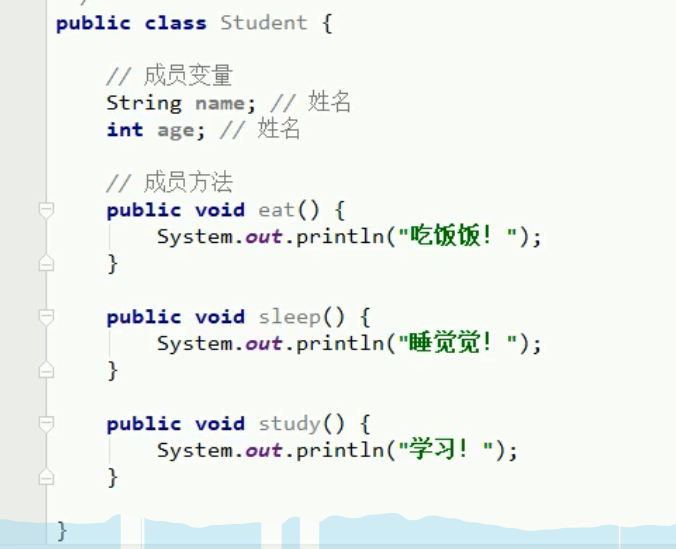 public class Student {
// 成员变量
String name; // 姓名
int age; // 姓名
// 成员方法
public void eat() {
System.out.println("吃饭饭！");
}
public void sleep() {
System.out.println("睡觉觉！");
}
public void study() {
System.out.println("学习！");
}
}